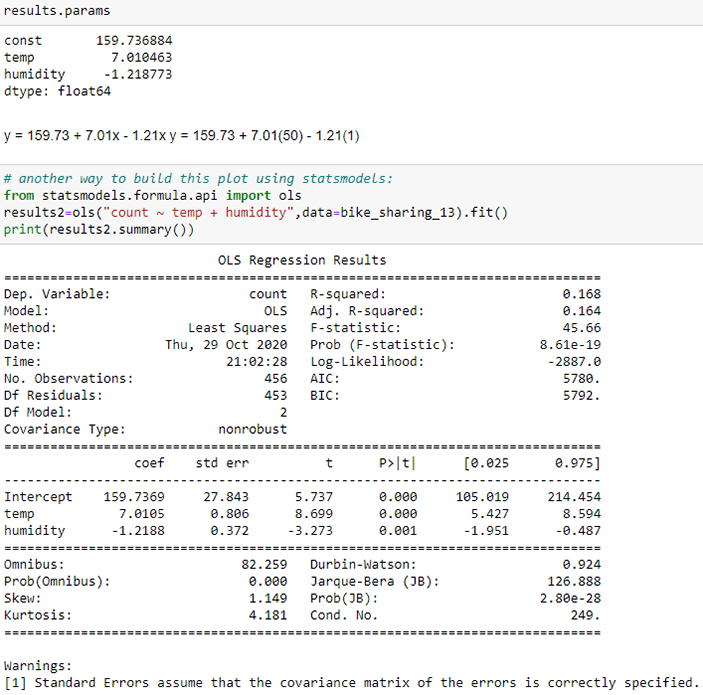 results.params
const 159.736884
temp 7.010463
humidity -1.218773
dtype: float64
y = 159.73 + 7.01x - 1.21x y = 159.73 + 7.01(50) - 1.21(1)
# another way to build this plot using statsmodels:
from statsmodels.formula.api import ols
results2=ols("count ~ temp + humidity",data=bike_sharing_13).fit()
print(results2.summary())
OLS Regression Results
==============================================================================
Dep. Variable: count R-squared: 0.168
Model: OLS Adj. R-squared: 0.164
Method: Least Squares F-statistic: 45.66
Date: Thu, 29 Oct 2020 Prob (F-statistic): 8.61e-19
Time: 21:02:28 Log-Likelihood: -2887.0
No. Observations: 456 AIC: 5780.
Df Residuals: 453 BIC: 5792.
Df Model: 2
Covariance Type: nonrobust
==============================================================================
coef std err t P>|t| [0.025 0.975]
------------------------------------------------------------------------------
Intercept 159.7369 27.843 5.737 0.000 105.019 214.454
temp 7.0105 0.806 8.699 0.000 5.427 8.594
humidity -1.2188 0.372 -3.273 0.001 -1.951 -0.487
==============================================================================
Omnibus: 82.259 Durbin-Watson: 0.924
Prob(Omnibus): 0.000 Jarque-Bera (JB): 126.888
Skew: 1.149 Prob(JB): 2.80e-28
Kurtosis: 4.181 Cond. No. 249.
==============================================================================
Warnings:
[1] Standard Errors assume that the covariance matrix of the errors is correctly specified.